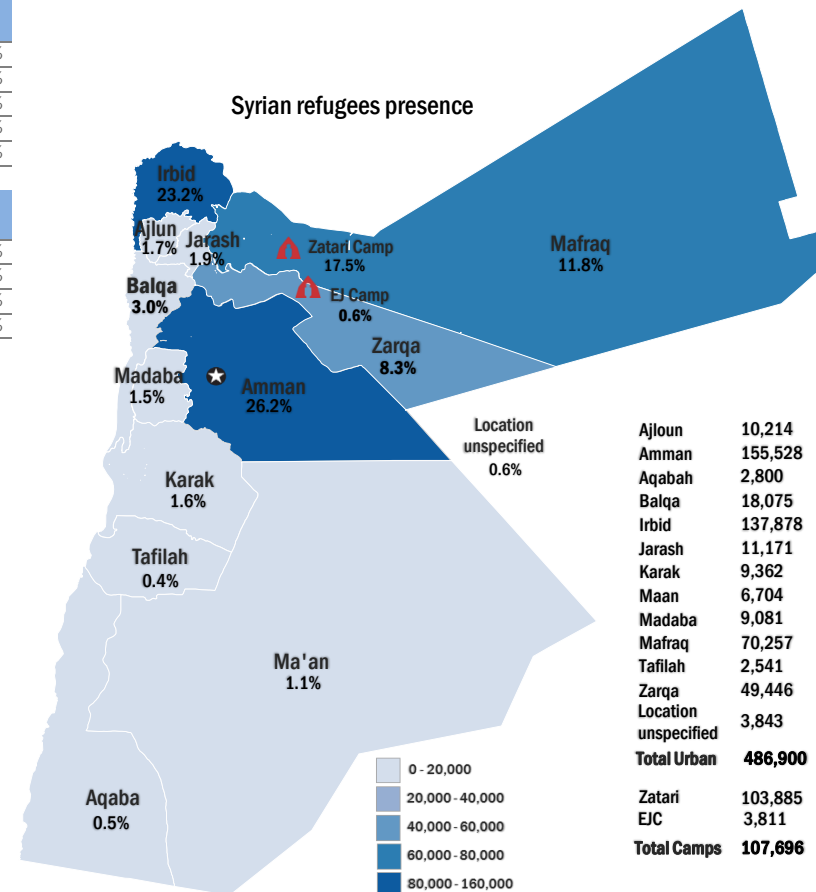 Syrian refugees presence
Irbid
23.2%
Ajlun
1.7%
Jarash
1.9%
Zatari Camp
17.5%
Mafraq
11.8%
Balqa
3.0%
EJ Camp
0.6%
Zarqa
8.3%
Madaba
1.5%
Amman
26.2%
Location
unspecified
0.6%
Karak
1.6%
Tafilah
0.4%
Ma'an
1.1%
Aqaba
0.5%
0 - 20,000
20,000 - 40,000
40,000 - 60,000
60,000 - 80,000
80,000 - 160,000
Ajloun 10,214
Amman 155,528
Aqabah 2,800
Balqa 18,075
Irbid 137,878
Jarash 11,171
Karak 9,362
Maan 6,704
Madaba 9,081
Mafraq 70,257
Tafilah 2,541
Zarqa 49,446
Location
unspecified 3,843
Total Urban 486,900
Zatari 103,885
EJC 3,811
Total Camps 107,696